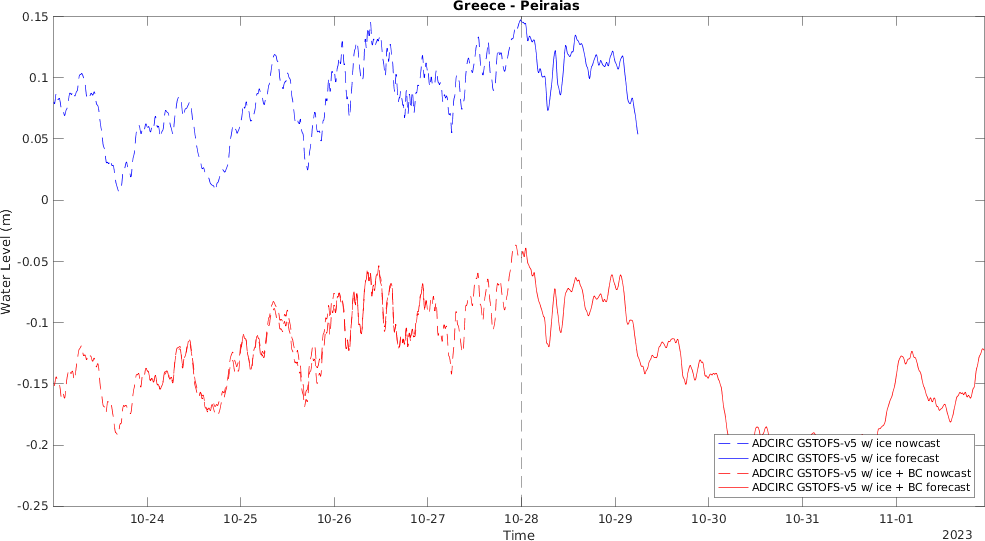 Greece - Peiraias
0.15
0.1
0.05
0
-0.05
-0.1
-0.15
-0.2
-0.25
Water Level (m)
ADCIRC GSTOFS-v5 w/ ice nowcast
ADCIRC GSTOFS-v5 w/ ice forecast
ADCIRC GSTOFS-v5 w/ ice + BC nowcast
ADCIRC GSTOFS-v5 w/ ice + BC forecast
10-24 10-25 10-26 10-27 10-28 10-29 10-30 10-31 11-01
Time
2023